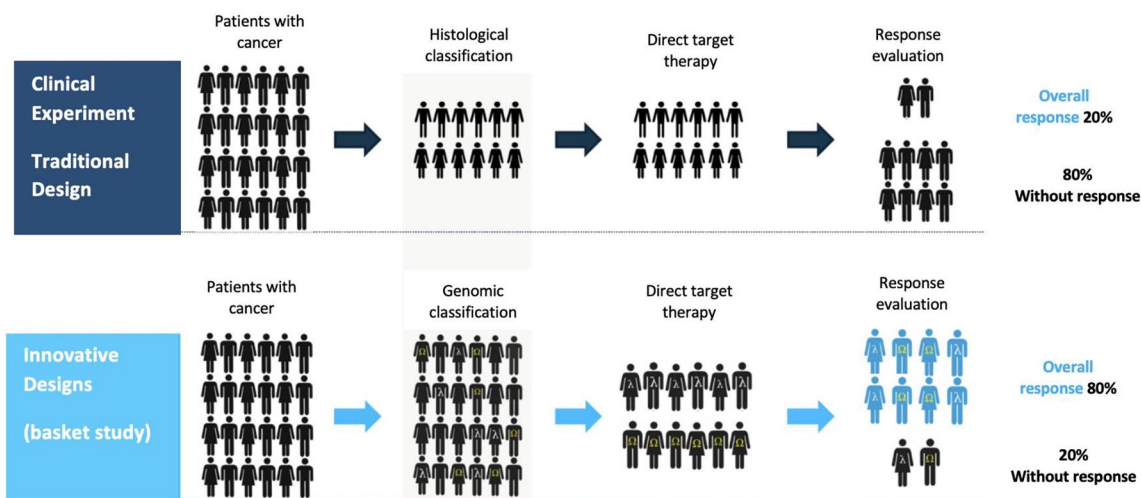 Patients with
cancer
Histological
classification
Direct target
therapy
Response
evaluation
Clinical
Experiment
Traditional
Design
Overall
response 20%
80%
Without response
Patients with
cancer
Genomic
classification
Direct target
therapy
Response
evaluation
Innovative
Designs
(basket study)
Ω λ Ω
λ Ω
λ λ Ω
λ Ω λ Ω
λ λ λ λ λ λ
Ω Ω Ω Ω Ω Ω
λ Ω Ω λ
λ Ω Ω λ
λ Ω
Overall
response 80%
20%
Without response